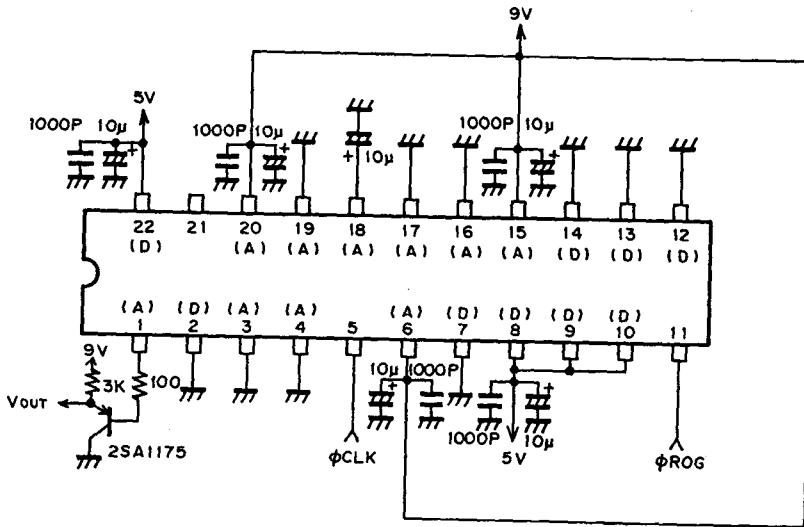 9V
5V
1000P 10μ +
1000P 10μ +
+ 10μ
1000P 10μ +
22 21 20 19 18 17 16 15 14 13 12
(D) (A) (A) (A) (A) (A) (A) (D) (D) (D)
(A) (D) (A) (A) (A) (D) (D) (D) (D)
1 2 3 4 5 6 7 8 9 10 11
9V
3K 100
VOUT
2SA1175
φCLK
10μ 1000P +
1000P 10μ +
5V
φROG